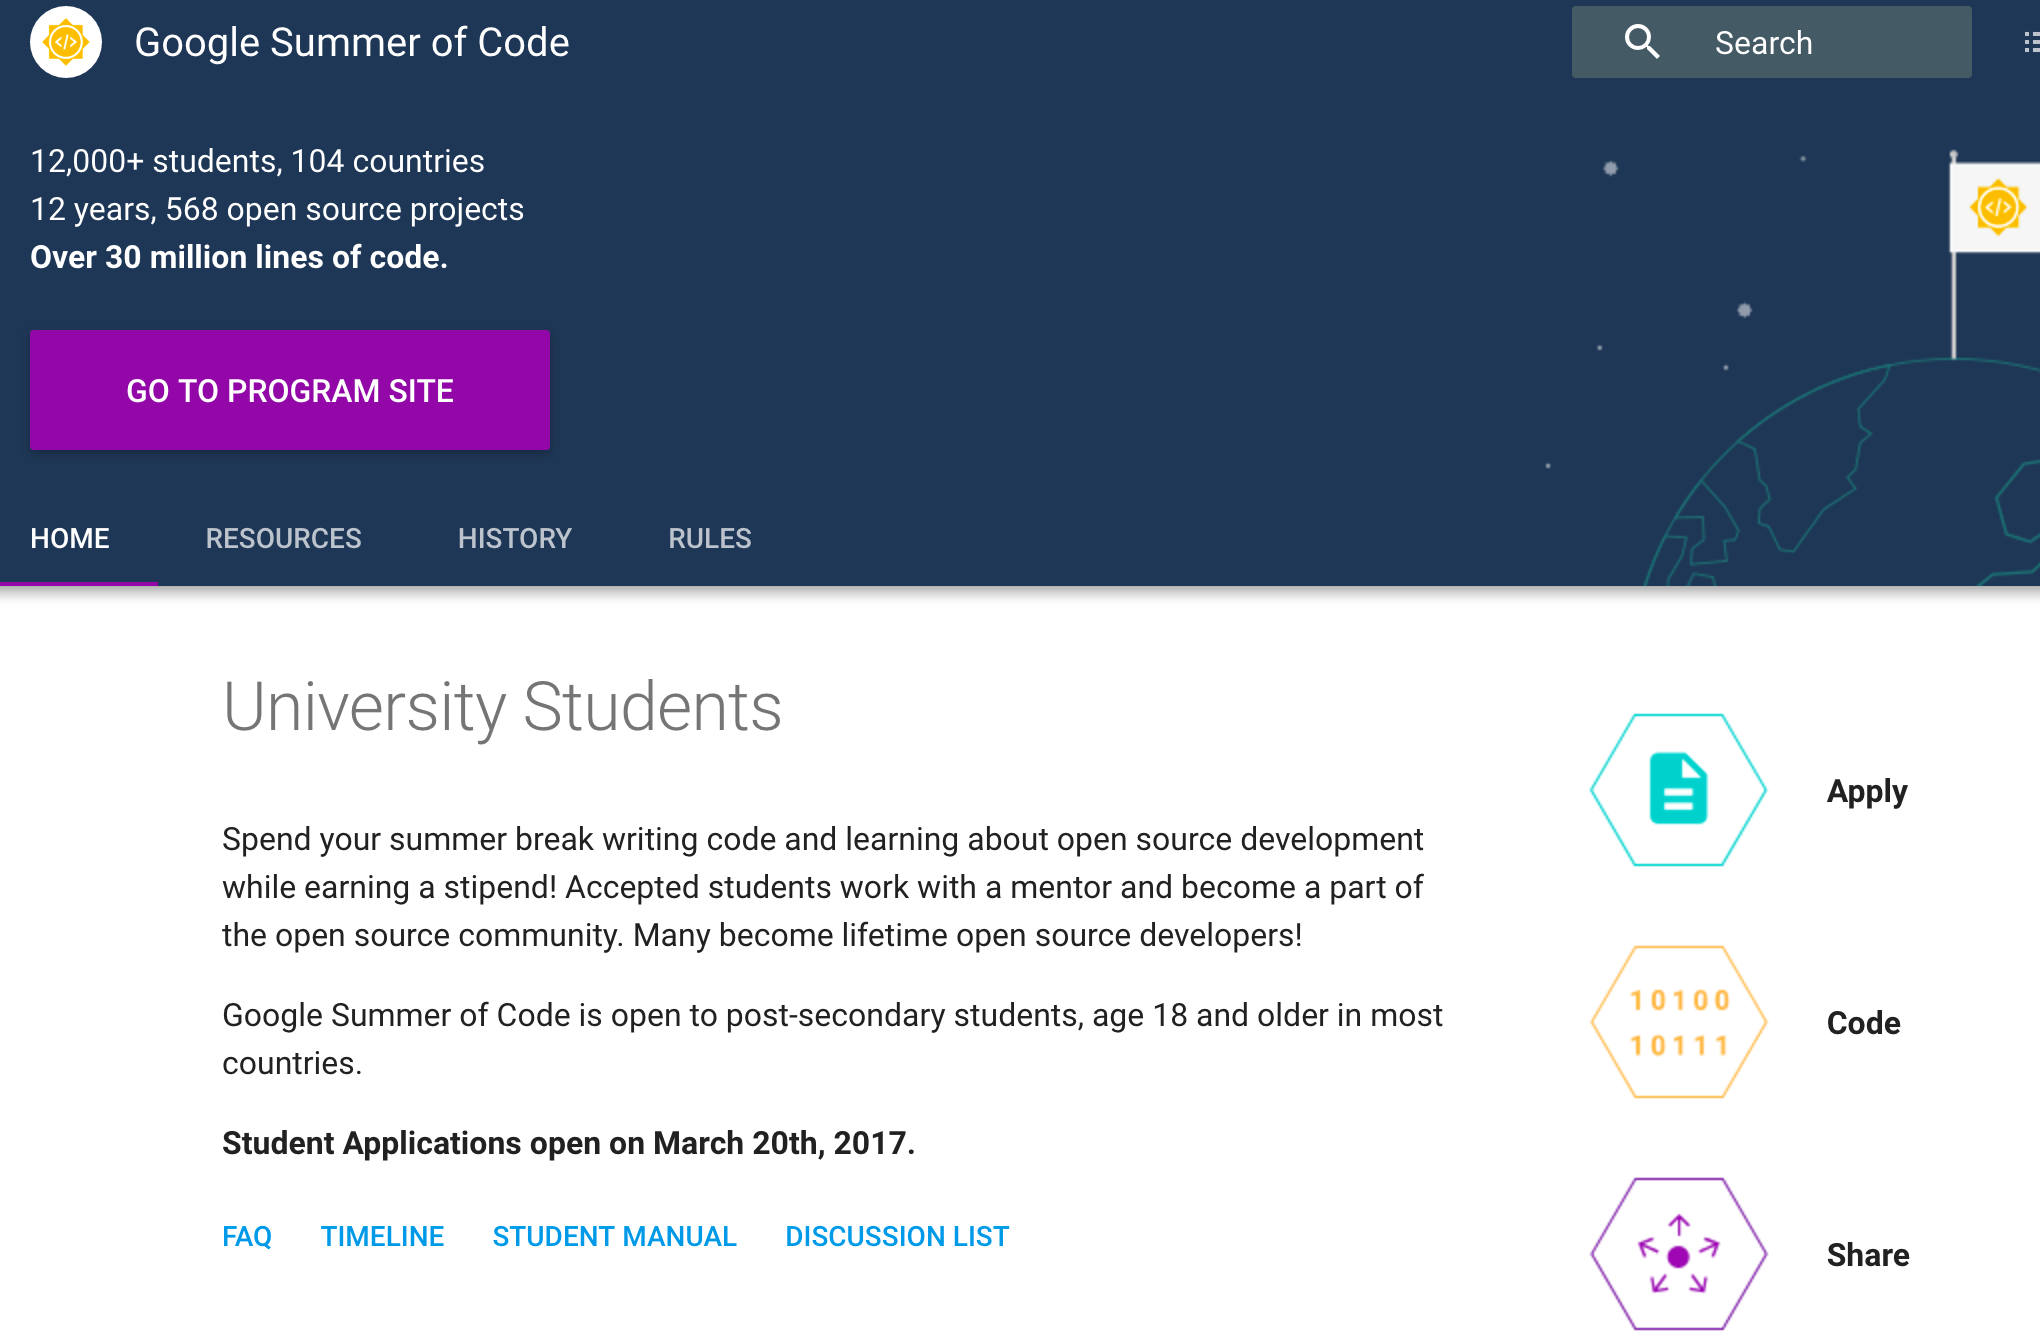 Google Summer of Code
Search
12,000+ students, 104 countries
12 years, 568 open source projects
Over 30 million lines of code.
GO TO PROGRAM SITE
HOME
RESOURCES
HISTORY
RULES
University Students
Spend your summer break writing code and learning about open source development
while earning a stipend! Accepted students work with a mentor and become a part of
the open source community. Many become lifetime open source developers!
Google Summer of Code is open to post-secondary students, age 18 and older in most
countries.
Student Applications open on March 20th, 2017.
FAQ
TIMELINE
STUDENT MANUAL
DISCUSSION LIST
Apply
10100
10111
Code
Share